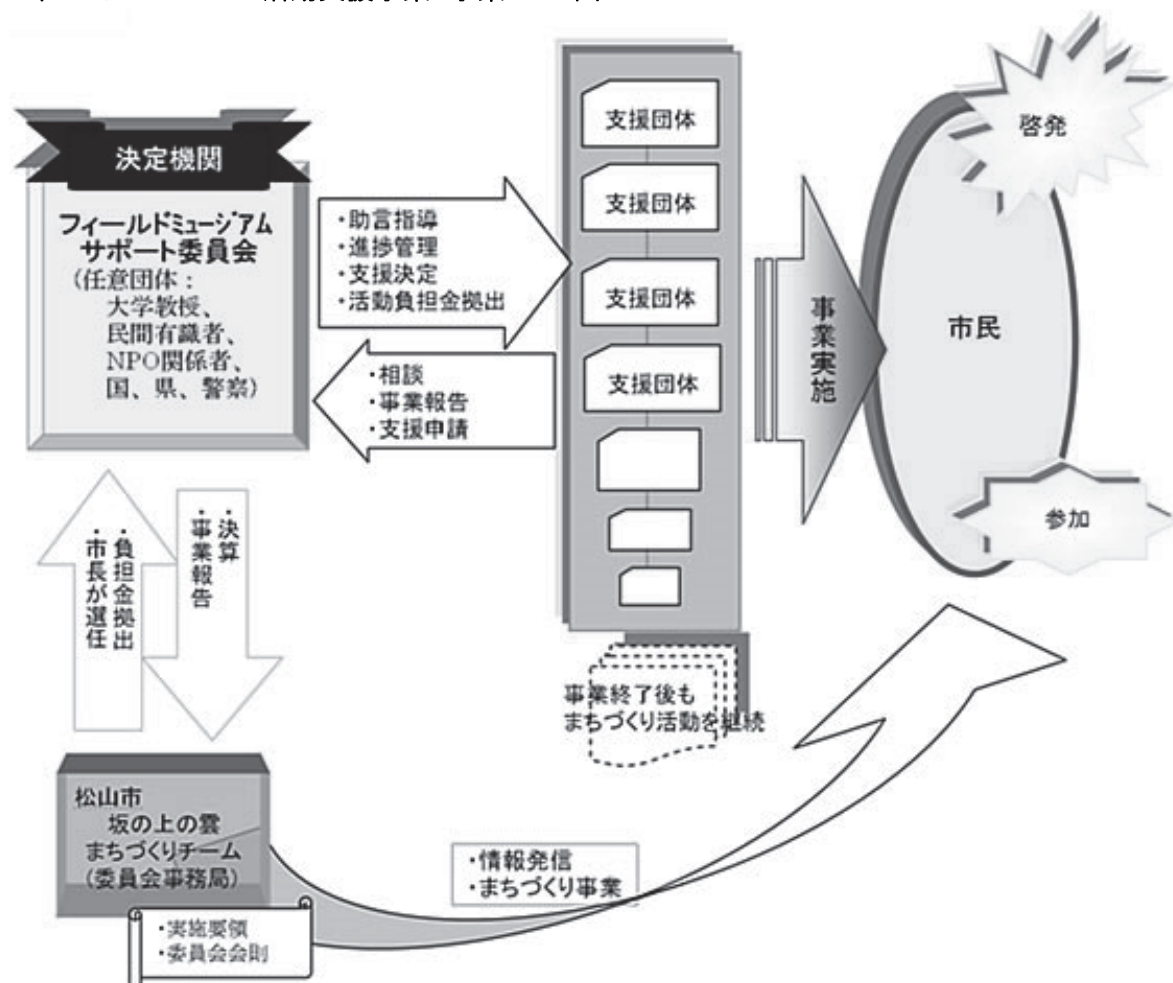 決定機関
フィールドミュージアム
サポート委員会
(任意団体:
大学教授、
民間有識者、
NPO関係者、
国、県、警察)
・助言指導
・進捗管理
・支援決定
・活動負担金拠出
・相談
・事業報告
・支援申請
支援団体
支援団体
支援団体
支援団体
事業終了後も
まちづくり活動を継続
事業実施
啓発
市民
参加
・負担金拠出
・市長が選任
・決算
・事業報告
松山市
坂の上の雲
まちづくりチーム
(委員会事務局)
・実施要領
・委員会会則
・情報発信
・まちづくり事業